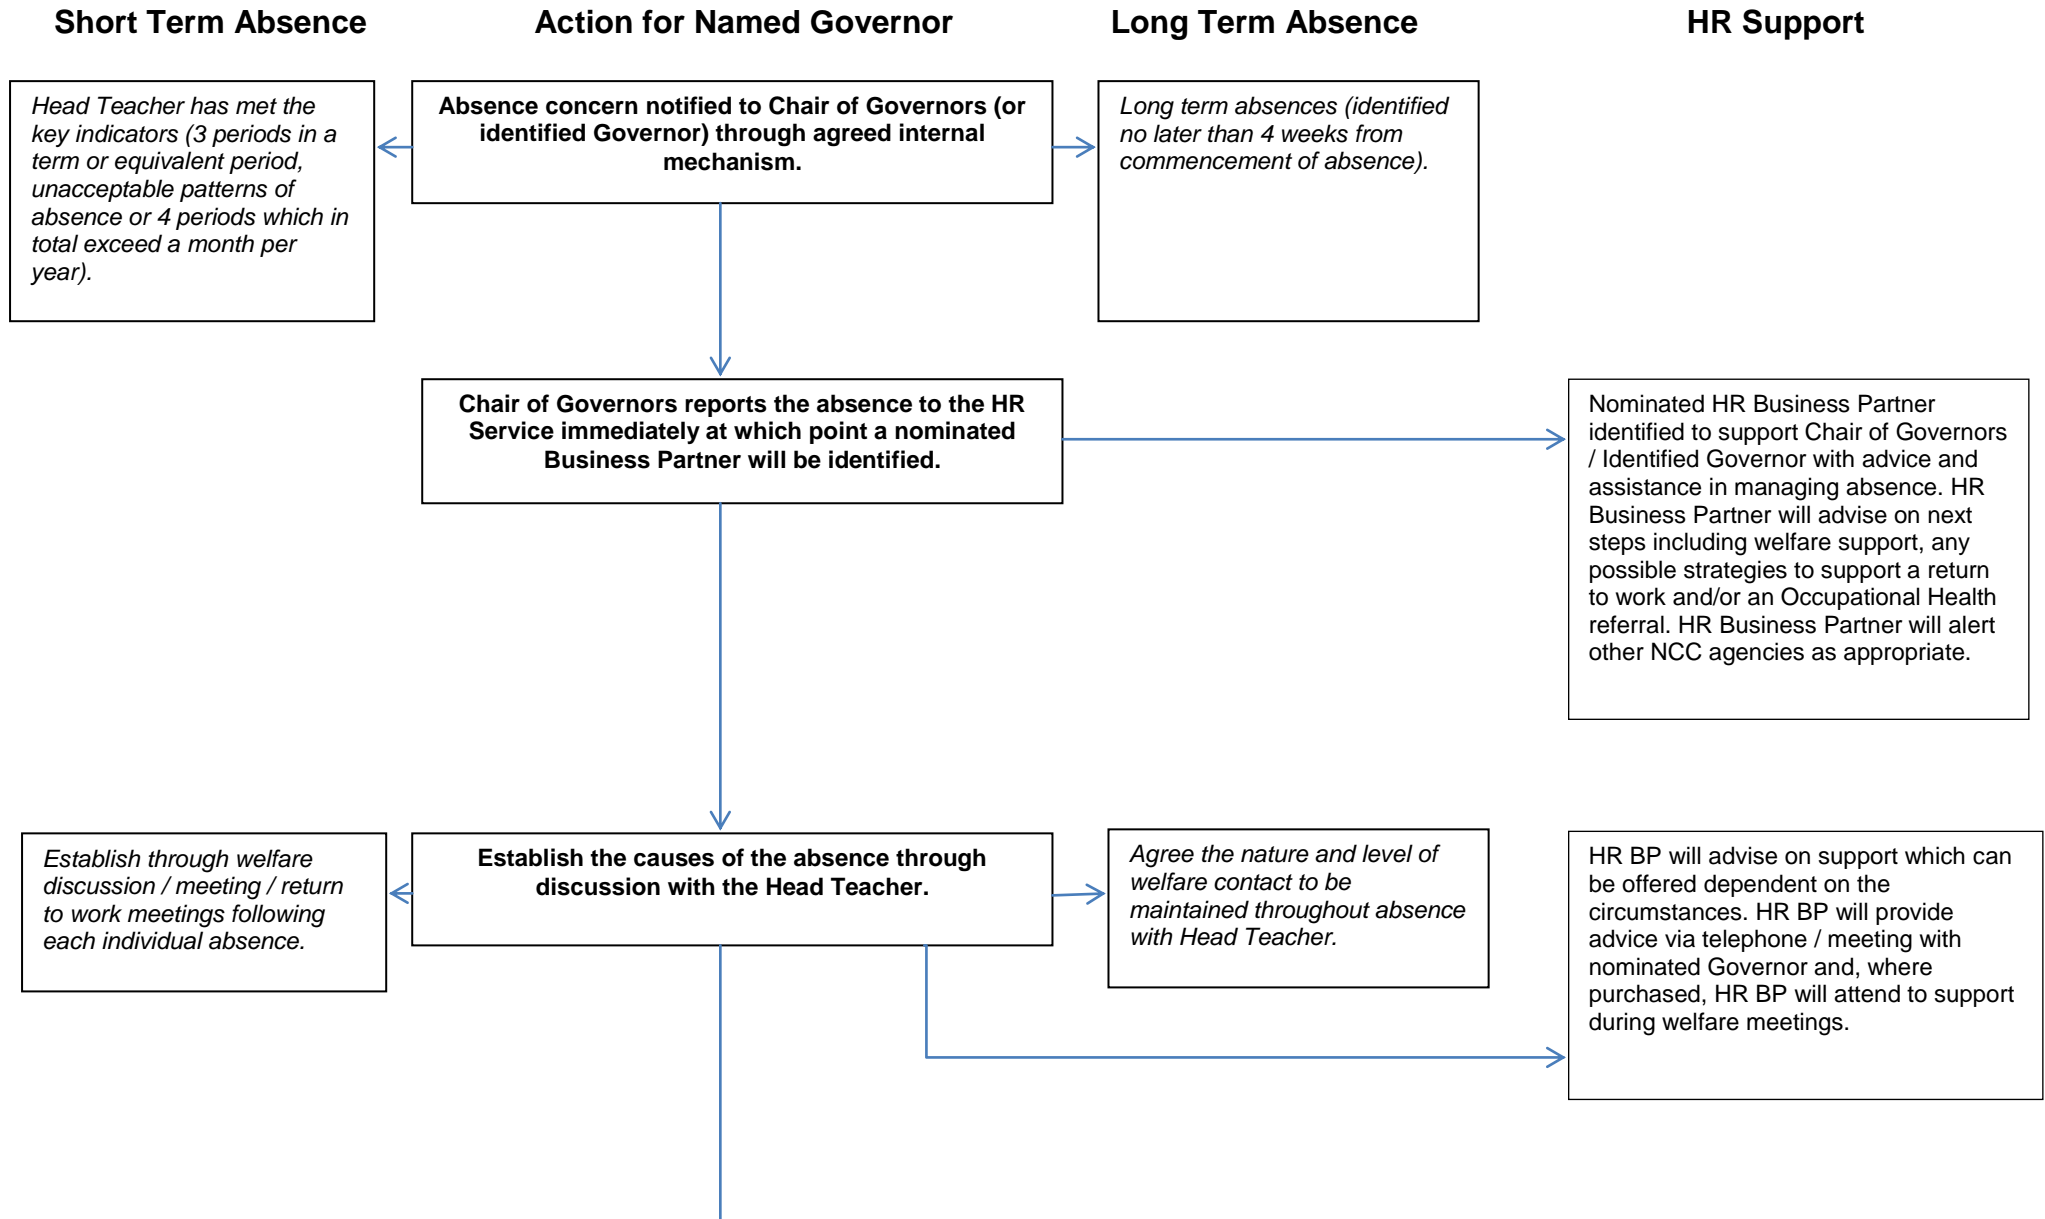 Short Term Absence
Action for Named Governor
Long Term Absence
HR Support
Head Teacher has met the
key indicators (3 periods in a
term or equivalent period,
unacceptable patterns of
absence or 4 periods which in
total exceed a month per
year).
Absence concern notified to Chair of Governors (or
identified Governor) through agreed internal
mechanism.
Long term absences (identified
no later than 4 weeks from
commencement of absence).
Chair of Governors reports the absence to the HR
Service immediately at which point a nominated
Business Partner will be identified.
Nominated HR Business Partner
identified to support Chair of Governors
/ Identified Governor with advice and
assistance in managing absence. HR
Business Partner will advise on next
steps including welfare support, any
possible strategies to support a return
to work and/or an Occupational Health
referral. HR Business Partner will alert
other NCC agencies as appropriate.
Establish through welfare
discussion / meeting / return
to work meetings following
each individual absence.
Establish the causes of the absence through
discussion with the Head Teacher.
Agree the nature and level of
welfare contact to be
maintained throughout absence
with Head Teacher.
HR BP will advise on support which can
be offered dependent on the
circumstances. HR BP will provide
advice via telephone / meeting with
nominated Governor and, where
purchased, HR BP will attend to support
during welfare meetings.